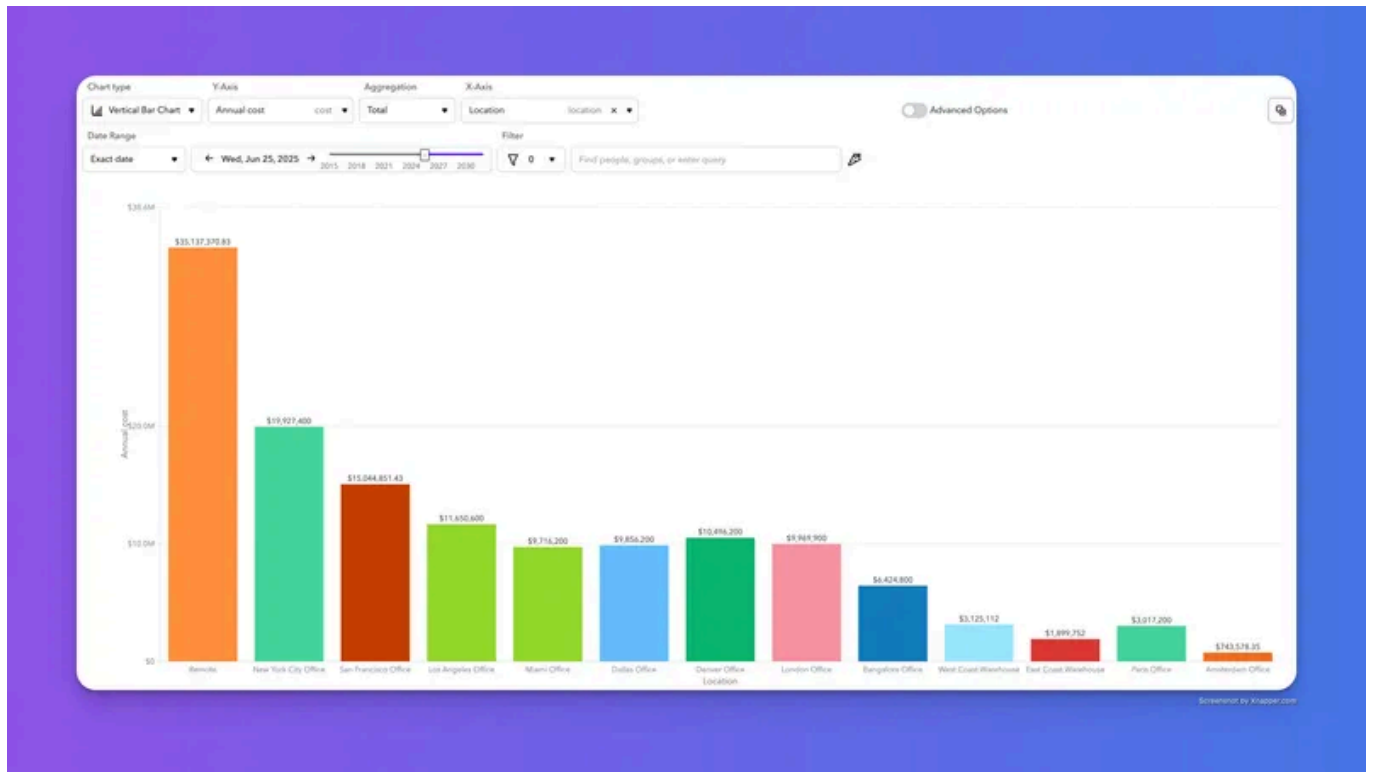 Chart type Y-Axis Aggregation X-Axis
Vertical Bar Chart Annual cost cost Total Location location Advanced Options
Date Range Filter
Exact date Wed, Jun 25, 2025 2015 2018 2021 2024 2027 2030 0 Find people, groups, or enter query
$38.6M
$35,137,370.83
$19,927,400
$20.0M
Annual cost
$15,044,851.43
$11,650,600
$9,716,200
$9,856,200
$10,496,200
$9,969,900
$10.0M
$6,424,800
$3,125,112
$1,899,752
$3,017,200
$743,578.35
$0
Remote New York City Office San Francisco Office Los Angeles Office Miami Office Dallas Office Denver Office London Office Bangalore Office West Coast Warehouse East Coast Warehouse Paris Office Amsterdam Office
Location
Screenshot by Xnapper.com